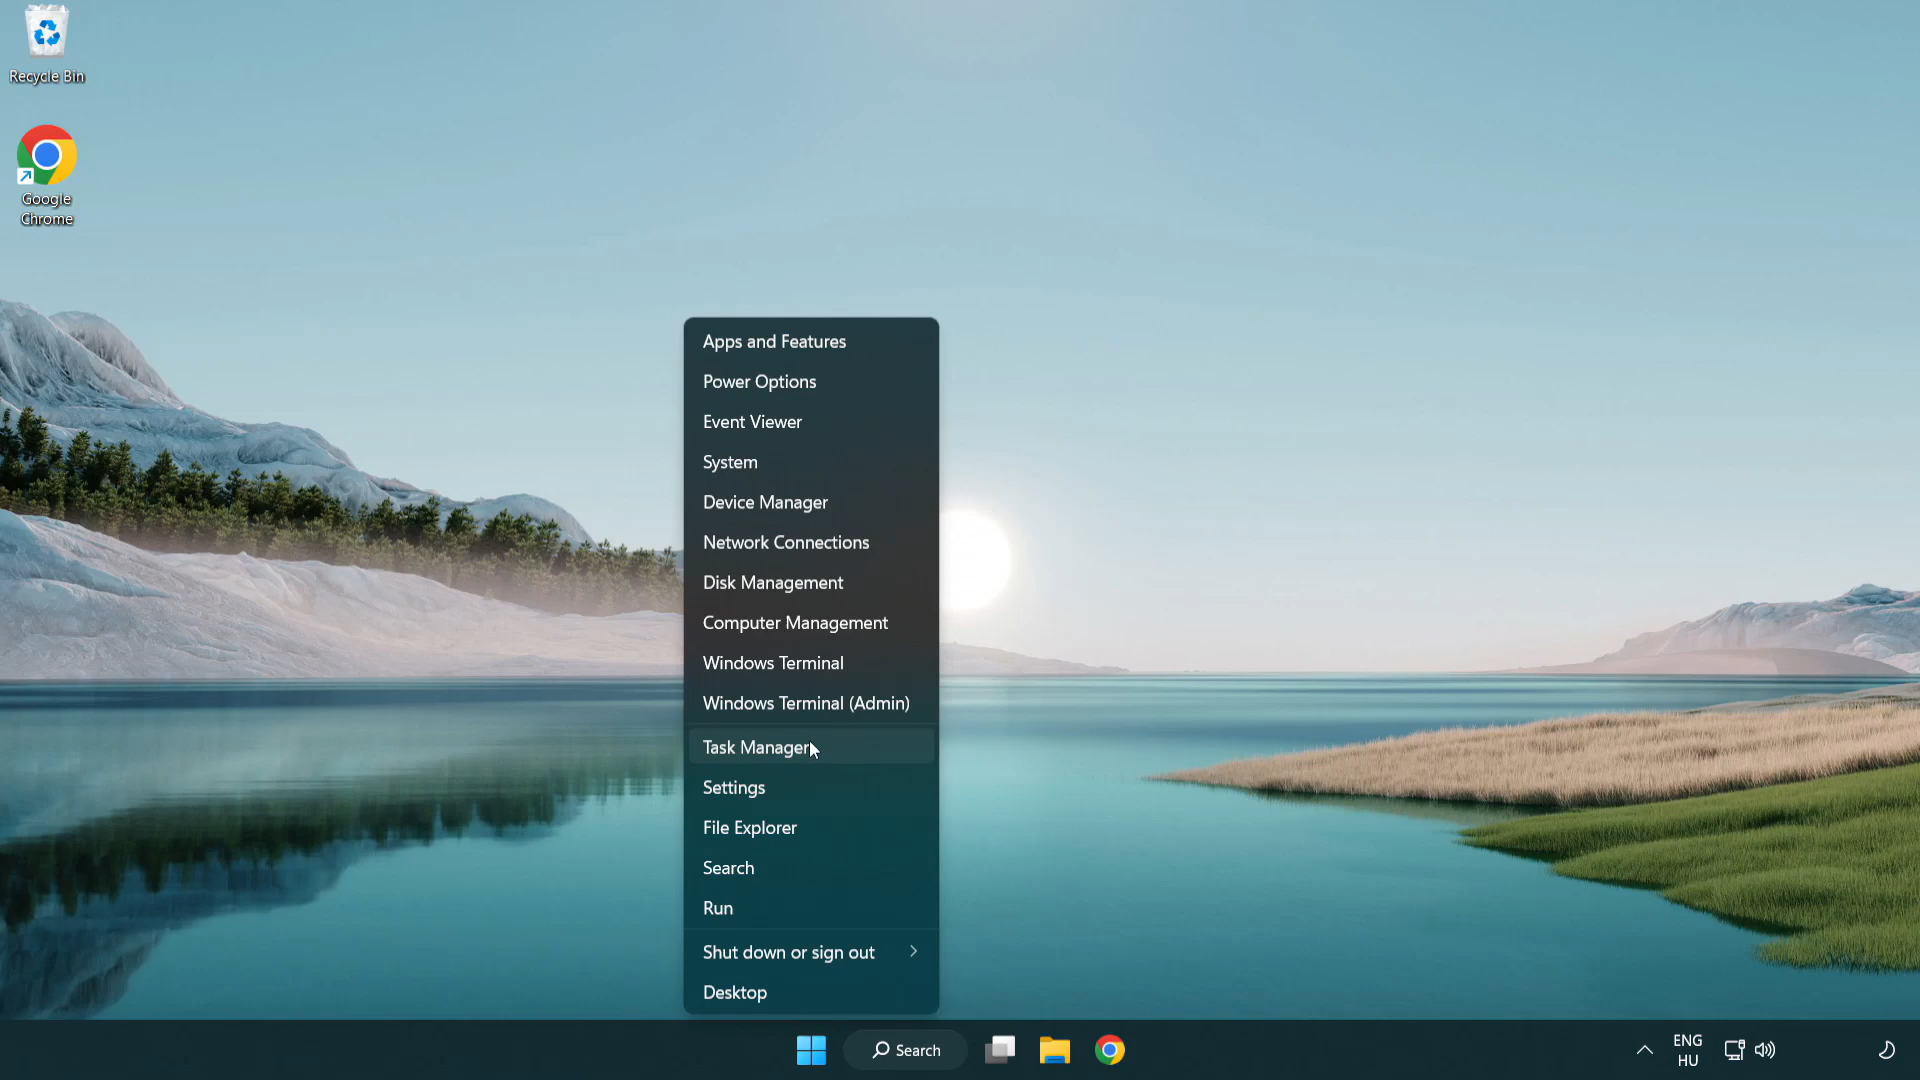 Recycle Bin
Google
Chrome
Apps and Features
Power Options
Event Viewer
System
Device Manager
Network Connections
Disk Management
Computer Management
Windows Terminal
Windows Terminal (Admin)
Task Manager
Settings
File Explorer
Search
Run
Shut down or sign out
Desktop
Search
ENG
HU